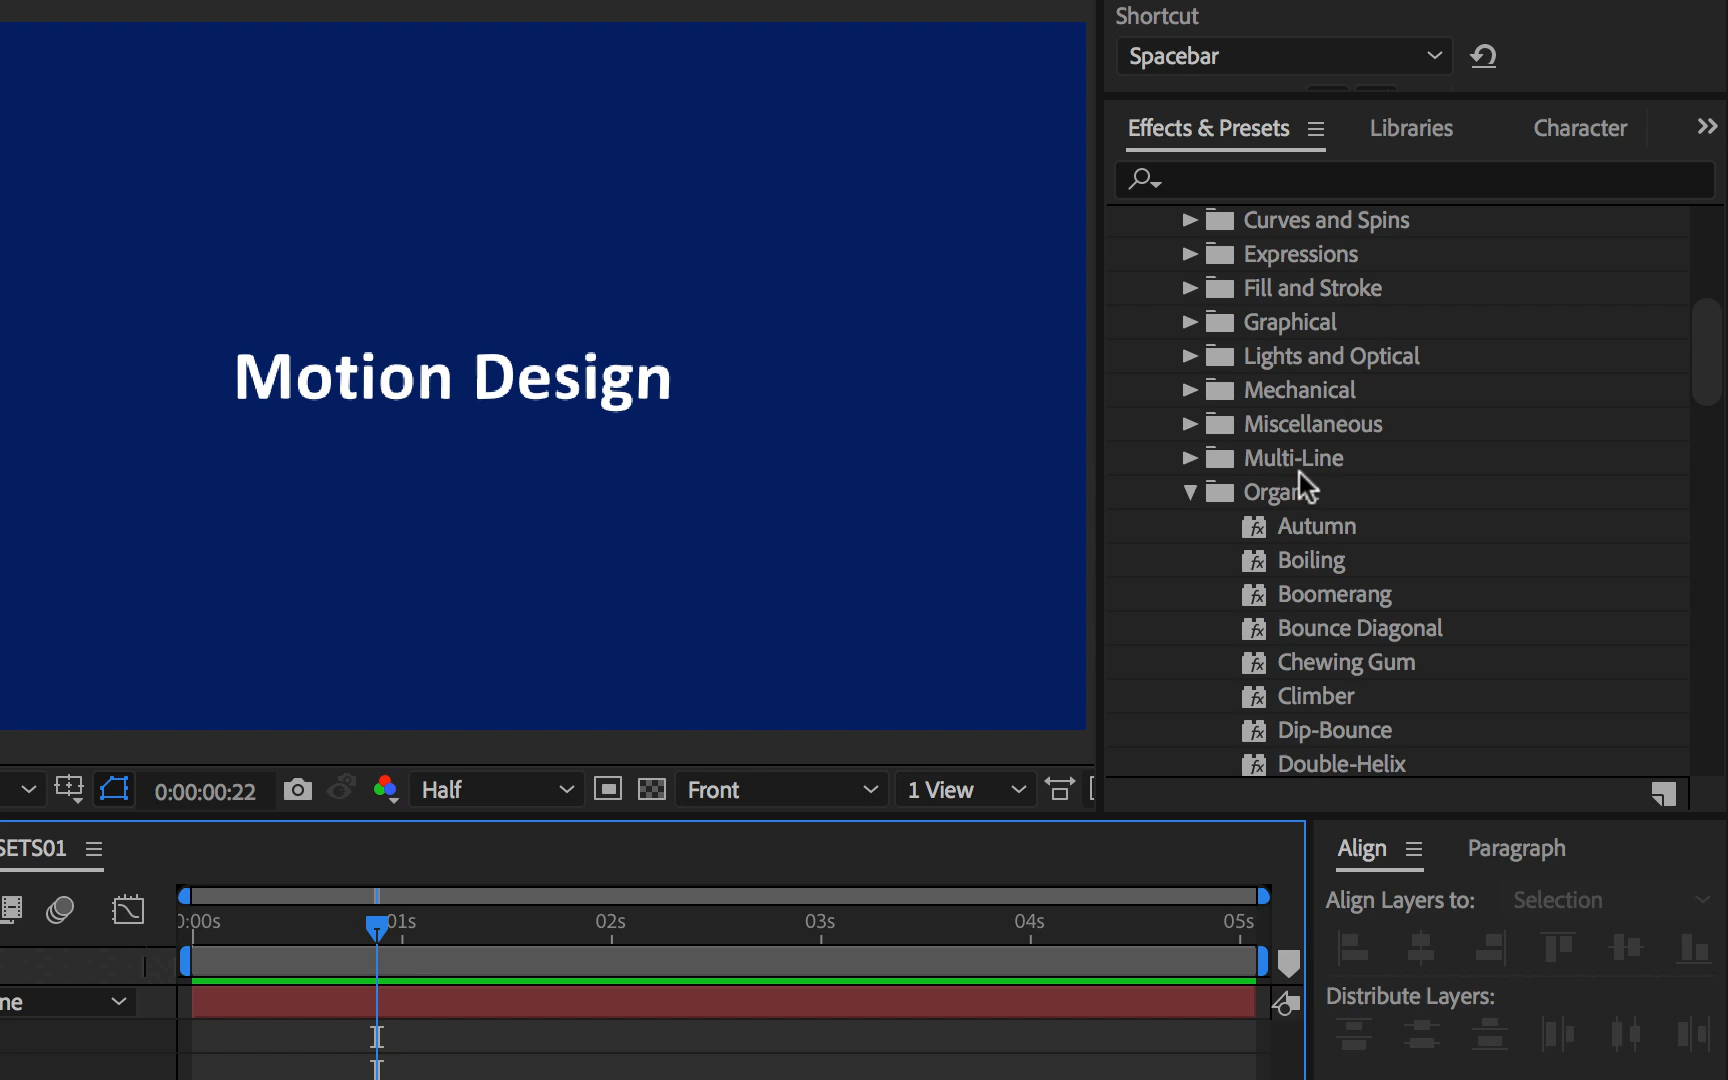 Shortcut
Spacebar
Effects & Presets
Libraries
Character
Curves and Spins
Expressions
Fill and Stroke
Graphical
Lights and Optical
Mechanical
Miscellaneous
Multi-Line
Autumn
Boiling
Boomerang
Bounce Diagonal
Chewing Gum
Climber
Dip-Bounce
Double-Helix
Motion Design
0:00:00:22
Half
Front
1 View
SETS01
Align
Paragraph
Align Layers to:
Selection
Distribute Layers:
:00s
01s
02s
03s
04s
05s
ne